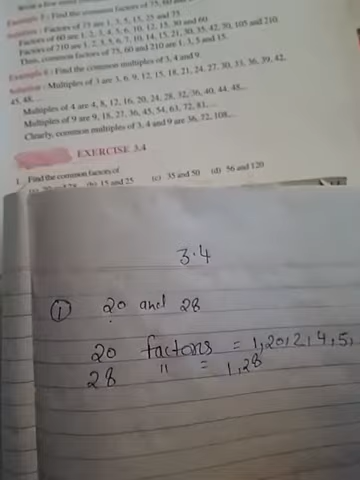 Example 5 : Find the common factors of 75, 60 and
Solution : Factors of 75 are 1, 3, 5, 15, 25 and 75.
Factors of 60 are 1, 2, 3, 4, 5, 6, 10, 12, 15, 20, 30 and 60.
Factors of 210 are 1, 2, 3, 5, 6, 7, 10, 14, 15, 21, 30, 35, 42, 70, 105 and 210.
Thus, common factors of 75, 60 and 210 are 1, 3, 5 and 15.
Example 6 : Find the common multiples of 3, 4 and 9.
Solution : Multiples of 3 are 3, 6, 9, 12, 15, 18, 21, 24, 27, 30, 33, 36, 39, 42,
45, 48, ...
Multiples of 4 are 4, 8, 12, 16, 20, 24, 28, 32, 36, 40, 44, 48...
Multiples of 9 are 9, 18, 27, 36, 45, 54, 63, 72, 81, ...
Clearly, common multiples of 3, 4 and 9 are 36, 72, 108, ...
EXERCISE 3.4
1. Find the common factors of
(b) 15 and 25 (c) 35 and 50 (d) 56 and 120
3.4
① 20 and 28
20 factons = 1,20,2,4,5,
28 " = 1,28